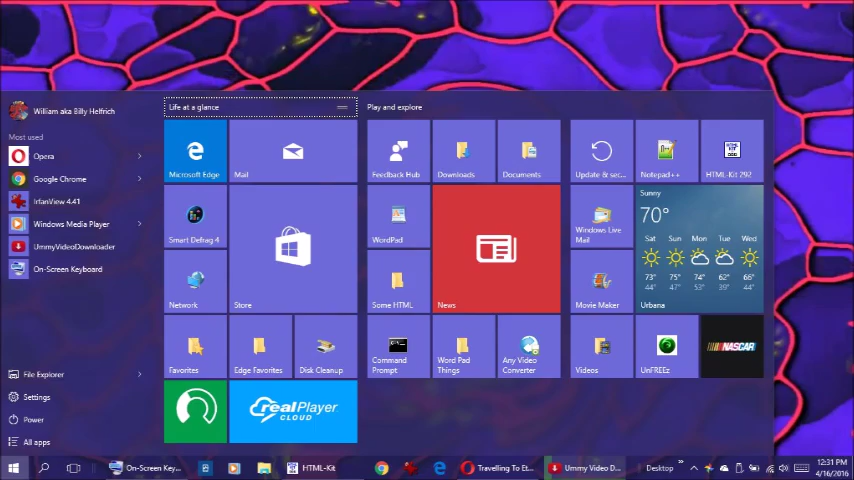 William aka Billy Helfrich
Most used
Opera
Google Chrome
IrfanView 4.41
Windows Media Player
UmmyVideoDownloader
On-Screen Keyboard
File Explorer
Settings
Power
All apps
Life at a glance
Microsoft Edge
Mail
Smart Defrag 4
Store
Network
Favorites
Edge Favorites
Disk Cleanup
realPlayer
CLOUD
Play and explore
Feedback Hub
Downloads
Documents
WordPad
News
Some HTML
Command
Prompt
Word Pad
Things
Any Video
Converter
Update & sec...
Notepad++
HTML-Kit 292
Windows Live
Mail
Movie Maker
Sunny
70°
Sat Sun Mon Tue Wed
73° 75° 74° 62° 66°
44° 47° 53° 39° 44°
Urbana
Videos
UnFREEz
NASCAR
On-Screen Key...
HTML-Kit
Travelling To Et...
Ummy Video D...
Desktop
12:31 PM
4/16/2016